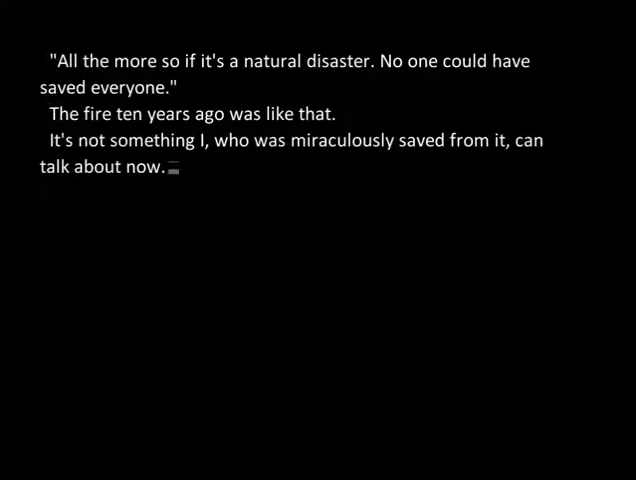 "All the more so if it's a natural disaster. No one could have
saved everyone."
The fire ten years ago was like that.
It's not something I, who was miraculously saved from it, can
talk about now.